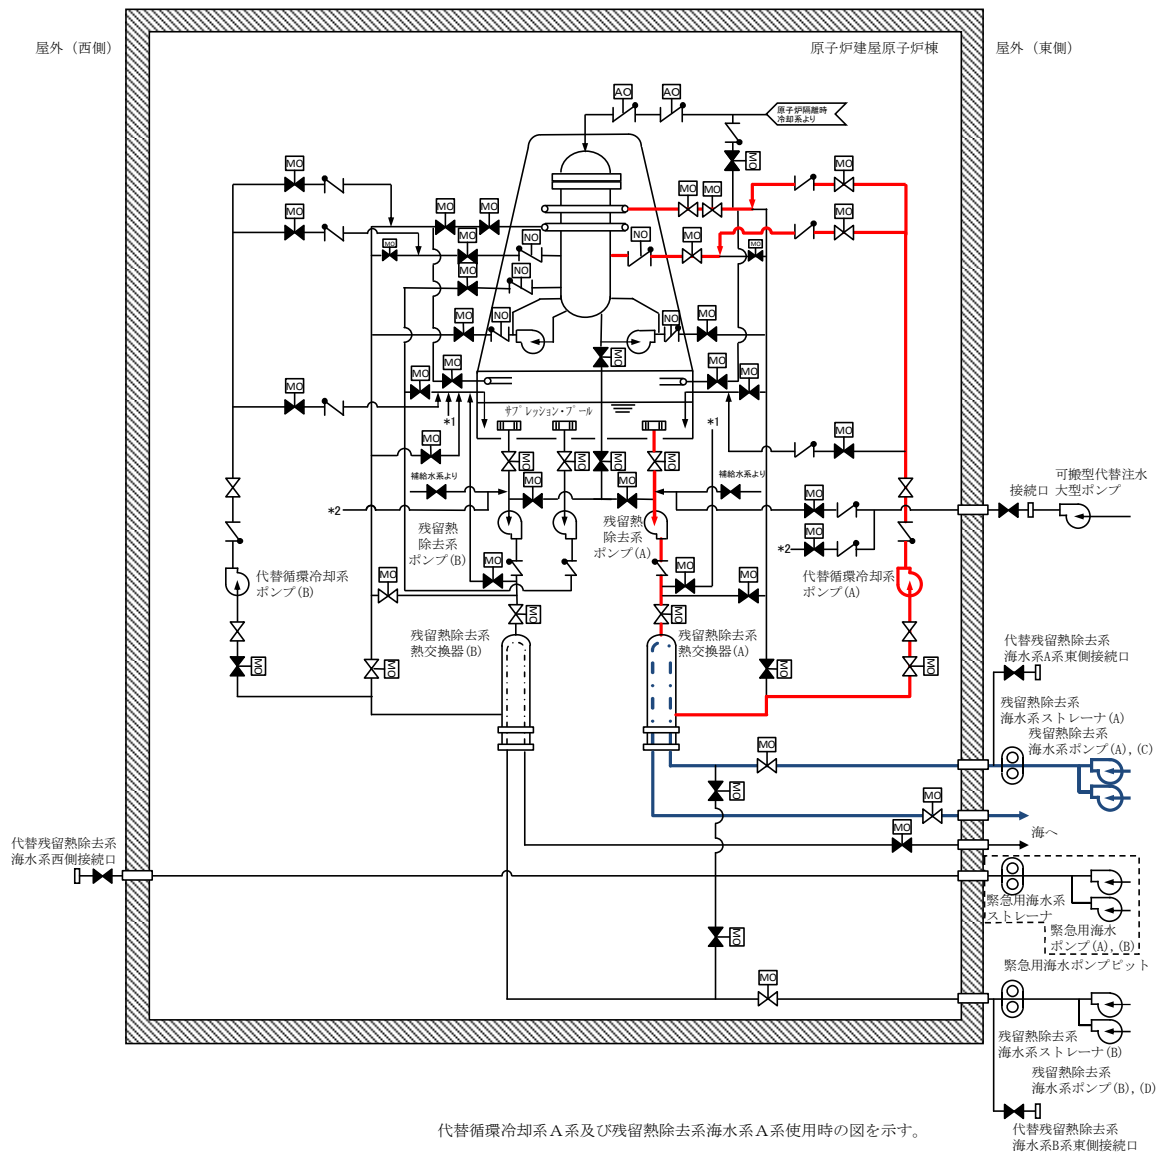 屋外（西側）
原子炉建屋原子炉棟
屋外（東側）
AO
AO
原子炉隔離時
冷却系より
MO
MO
MO
MO
MO
MO
MO
MO
MO
MO
MO
NO
NO
MO
MO
MO
MO
NO
MO
NO
NO
MO
MO
MO
MO
MO
MO
MO
MO
サプレッション・プール
*1
*1
MO
MO
MO
MO
MO
MO
補給水系より
補給水系より
MO
MO
MO
*2
MO
*2
接続口
可搬型代替注水
大型ポンプ
残留熱
除去系
ポンプ(B)
残留熱
除去系
ポンプ(A)
代替循環冷却系
ポンプ(B)
代替循環冷却系
ポンプ(A)
MO
MO
MO
MO
MO
MO
残留熱除去系
熱交換器(B)
残留熱除去系
熱交換器(A)
MO
MO
MO
MO
代替残留熱除去系
海水系A系東側接続口
残留熱除去系
海水系ストレーナ(A)
残留熱除去系
海水系ポンプ(A),(C)
MO
MO
MO
MO
海へ
代替残留熱除去系
海水系西側接続口
緊急用海水系
ストレーナ
緊急用海水
ポンプ(A),(B)
緊急用海水ポンプピット
MO
MO
残留熱除去系
海水系ストレーナ(B)
残留熱除去系
海水系ポンプ(B),(D)
代替残留熱除去系
海水系B系東側接続口
代替循環冷却系Ａ系及び残留熱除去系海水系Ａ系使用時の図を示す。